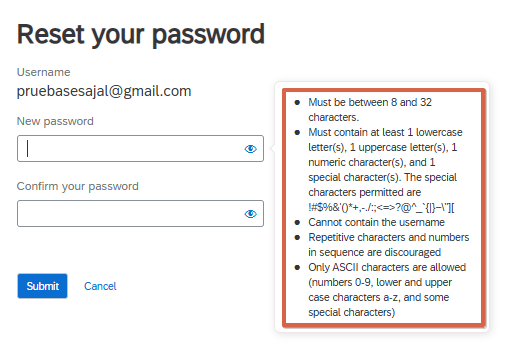 Reset your password
Username
pruebasesajal@gmail.com
New password
Confirm your password
Submit
Cancel
• Must be between 8 and 32
characters.
• Must contain at least 1 lowercase
letter(s), 1 uppercase letter(s), 1
numeric character(s), and 1
special character(s). The special
characters permitted are
!#$%&'()*+,-./:;<=>?@^_`{|}~\"][
• Cannot contain the username
• Repetitive characters and numbers
in sequence are discouraged
• Only ASCII characters are allowed
(numbers 0-9, lower and upper
case characters a-z, and some
special characters)